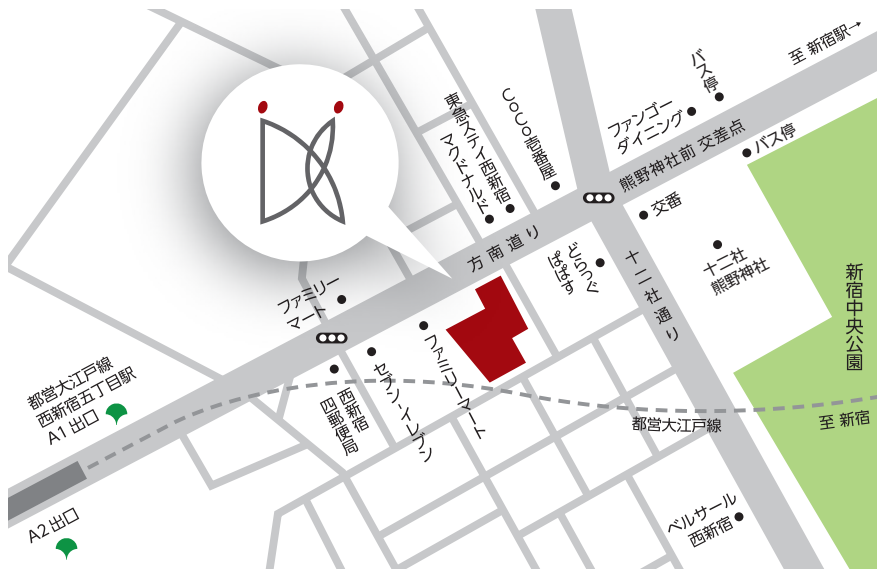 至 新宿駅→
バス停
ファンゴー
ダイニング
CoCo壱番屋
東急ステイ西新宿
マクドナルド
熊野神社前 交差点
バス停
交番
十二社
熊野神社
方南道り
どらっぐ
ぱぱす
十二社通り
新宿中央公園
ファミリー
マート
都営大江戸線
西新宿五丁目駅
A1 出口
西新宿
四郵便局
セブン-イレブン
ファミリーマート
都営大江戸線
至 新宿
A2 出口
ベルサール
西新宿